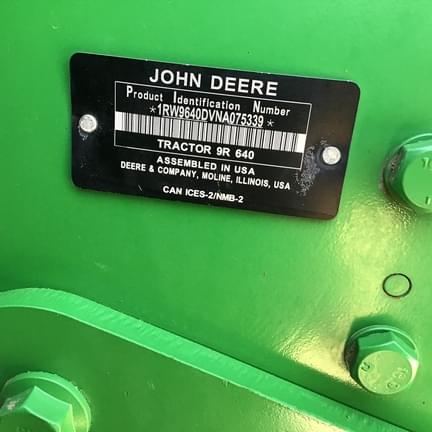 JOHN DEERE
Product Identification Number
*1RW9640DVNA075339*
TRACTOR 9R 640
ASSEMBLED IN USA
DEERE & COMPANY, MOLINE, ILLINOIS, USA
CAN ICES-2/NMB-2